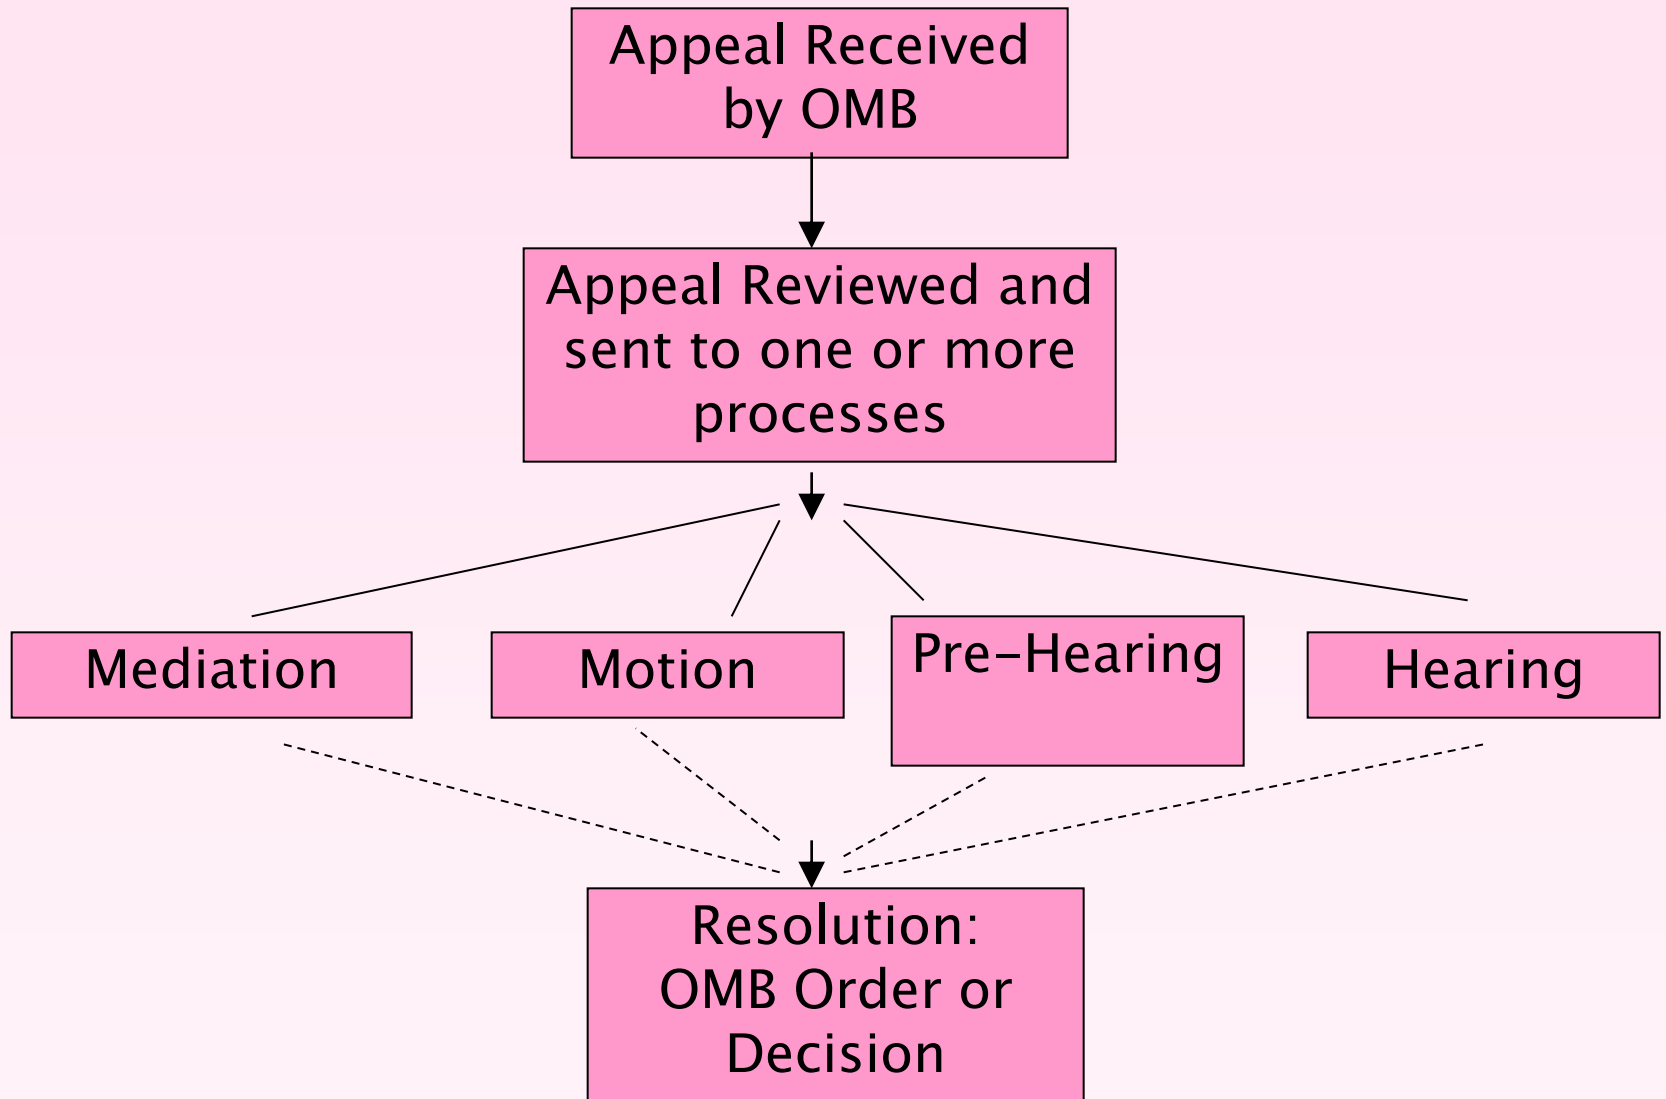 Appeal Received
by OMB
Appeal Reviewed and
sent to one or more
processes
Mediation
Motion
Pre-Hearing
Hearing
Resolution:
OMB Order or
Decision